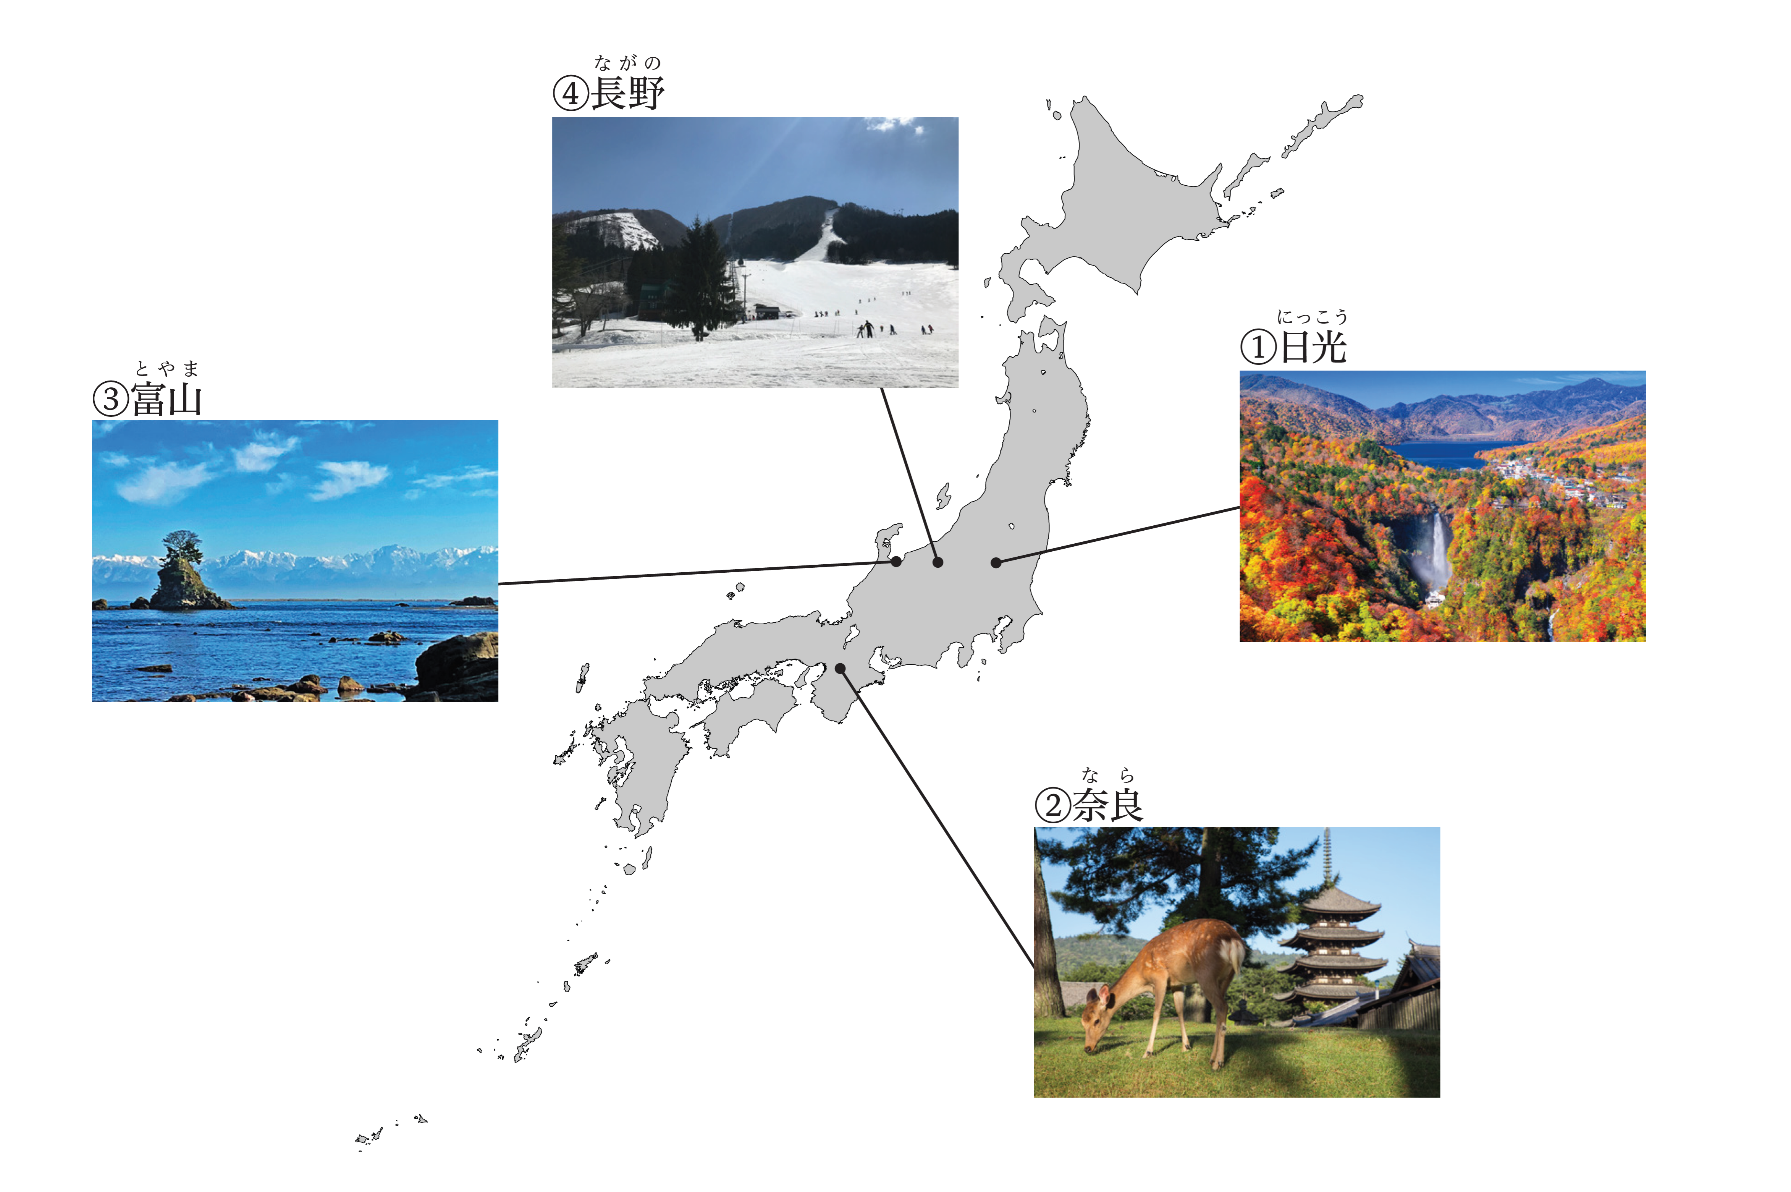 ながの
④長野
にっこう
①日光
とやま
③富山
なら
②奈良